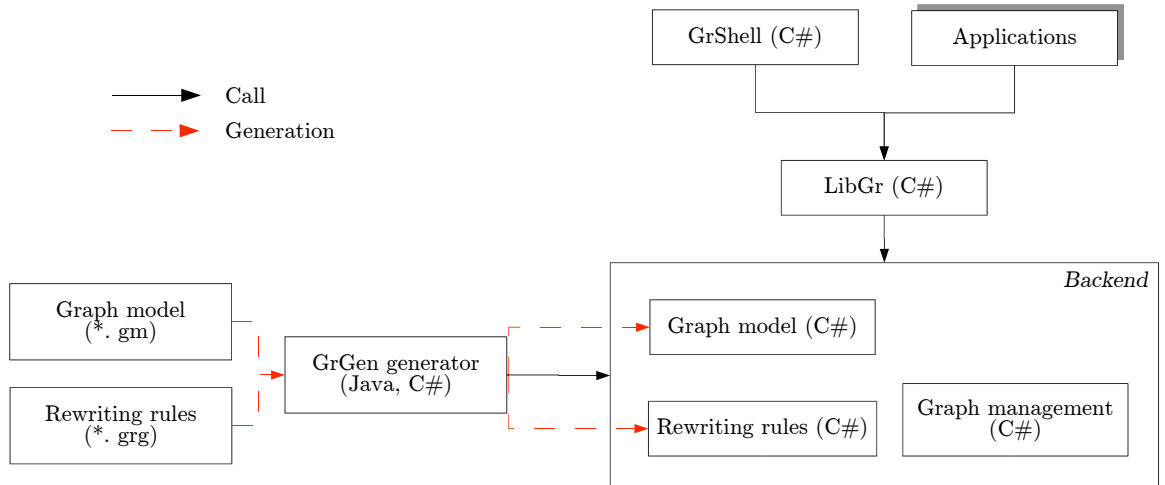 GrShell (C#)
Applications
Call
Generation
LibGr (C#)
Backend
Graph model
(*. gm)
Graph model (C#)
GrGen generator
(Java, C#)
Rewriting rules
(*. grg)
Rewriting rules (C#)
Graph management
(C#)